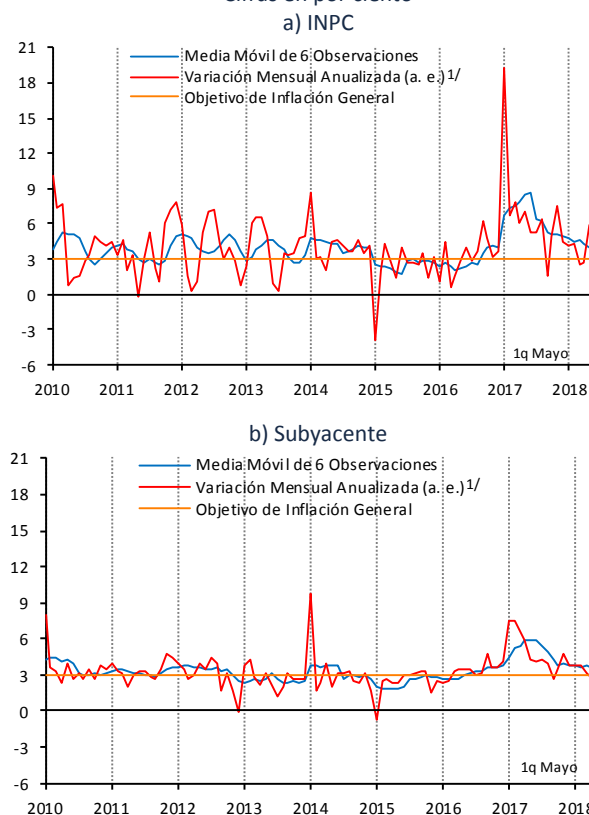 Cifras en por ciento
a) INPC
21
18
15
12
9
6
3
0
-3
-6
Media Móvil de 6 Observaciones
Variación Mensual Anualizada (a. e.)1/
Objetivo de Inflación General
1q Mayo
2010 2011 2012 2013 2014 2015 2016 2017 2018
b) Subyacente
21
18
15
12
9
6
3
0
-3
-6
Media Móvil de 6 Observaciones
Variación Mensual Anualizada (a. e.)1/
Objetivo de Inflación General
1q Mayo
2010 2011 2012 2013 2014 2015 2016 2017 2018